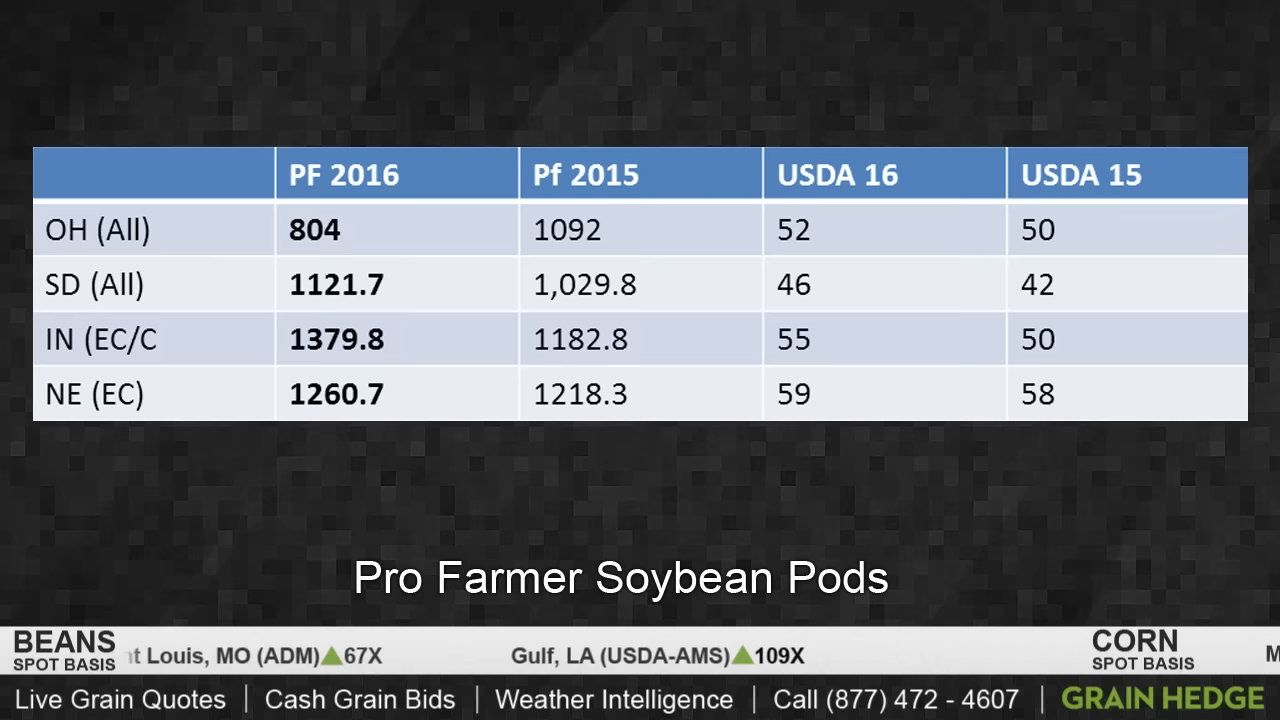 PF 2016 Pf 2015 USDA 16 USDA 15
OH (All) 804 1092 52 50
SD (All) 1121.7 1,029.8 46 42
IN (EC/C 1379.8 1182.8 55 50
NE (EC) 1260.7 1218.3 59 58
Pro Farmer Soybean Pods
BEANS
SPOT BASIS
Louis, MO (ADM)▲67X Gulf, LA (USDA-AMS)▲109X
CORN
SPOT BASIS
Live Grain Quotes | Cash Grain Bids | Weather Intelligence | Call (877) 472 - 4607 | GRAIN HEDGE